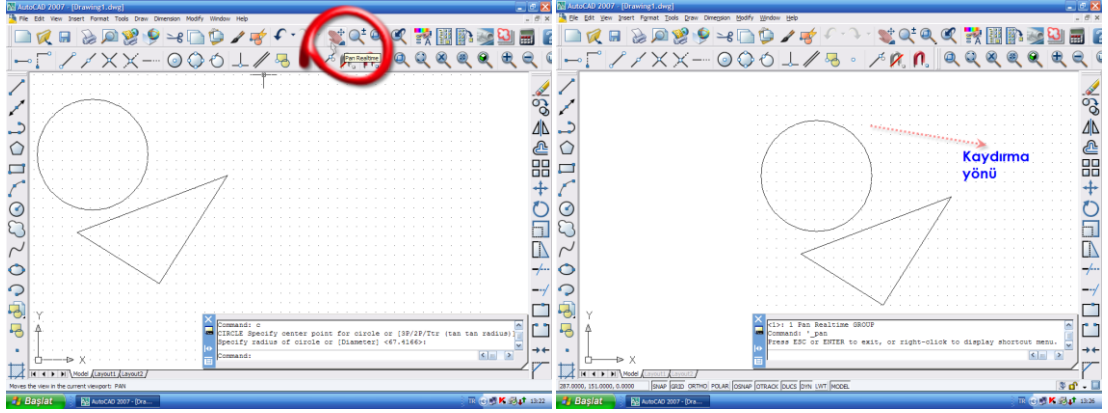 AutoCAD 2007 - [Drawing1.dwg]
File Edit View Insert Format Tools Draw Dimension Modify Window Help
Pan Realtime
Y
X
Command: c
CIRCLE Specify center point for circle or [3P/2P/Ttr (tan tan radius)]
Specify radius of circle or [Diameter] <67.4166>:
Command:
Model Layout1 Layout2
Moves the view in the current viewport: PAN
Başlat
AutoCAD 2007 - [Dra...
TR
13:22
AutoCAD 2007 - [Drawing1.dwg]
File Edit View Insert Format Tools Draw Dimension Modify Window Help
Kaydırma
yönü
Y
X
<1>: 1 Pan Realtime GROUP
Command: '_pan
Press ESC or ENTER to exit, or right-click to display shortcut menu.
Model Layout1 Layout2
287.0000, 151.0000, 0.0000 SNAP GRID ORTHO POLAR OSNAP OTRACK DUCS DYN LWT MODEL
Başlat
AutoCAD 2007 - [Dra...
TR
13:26